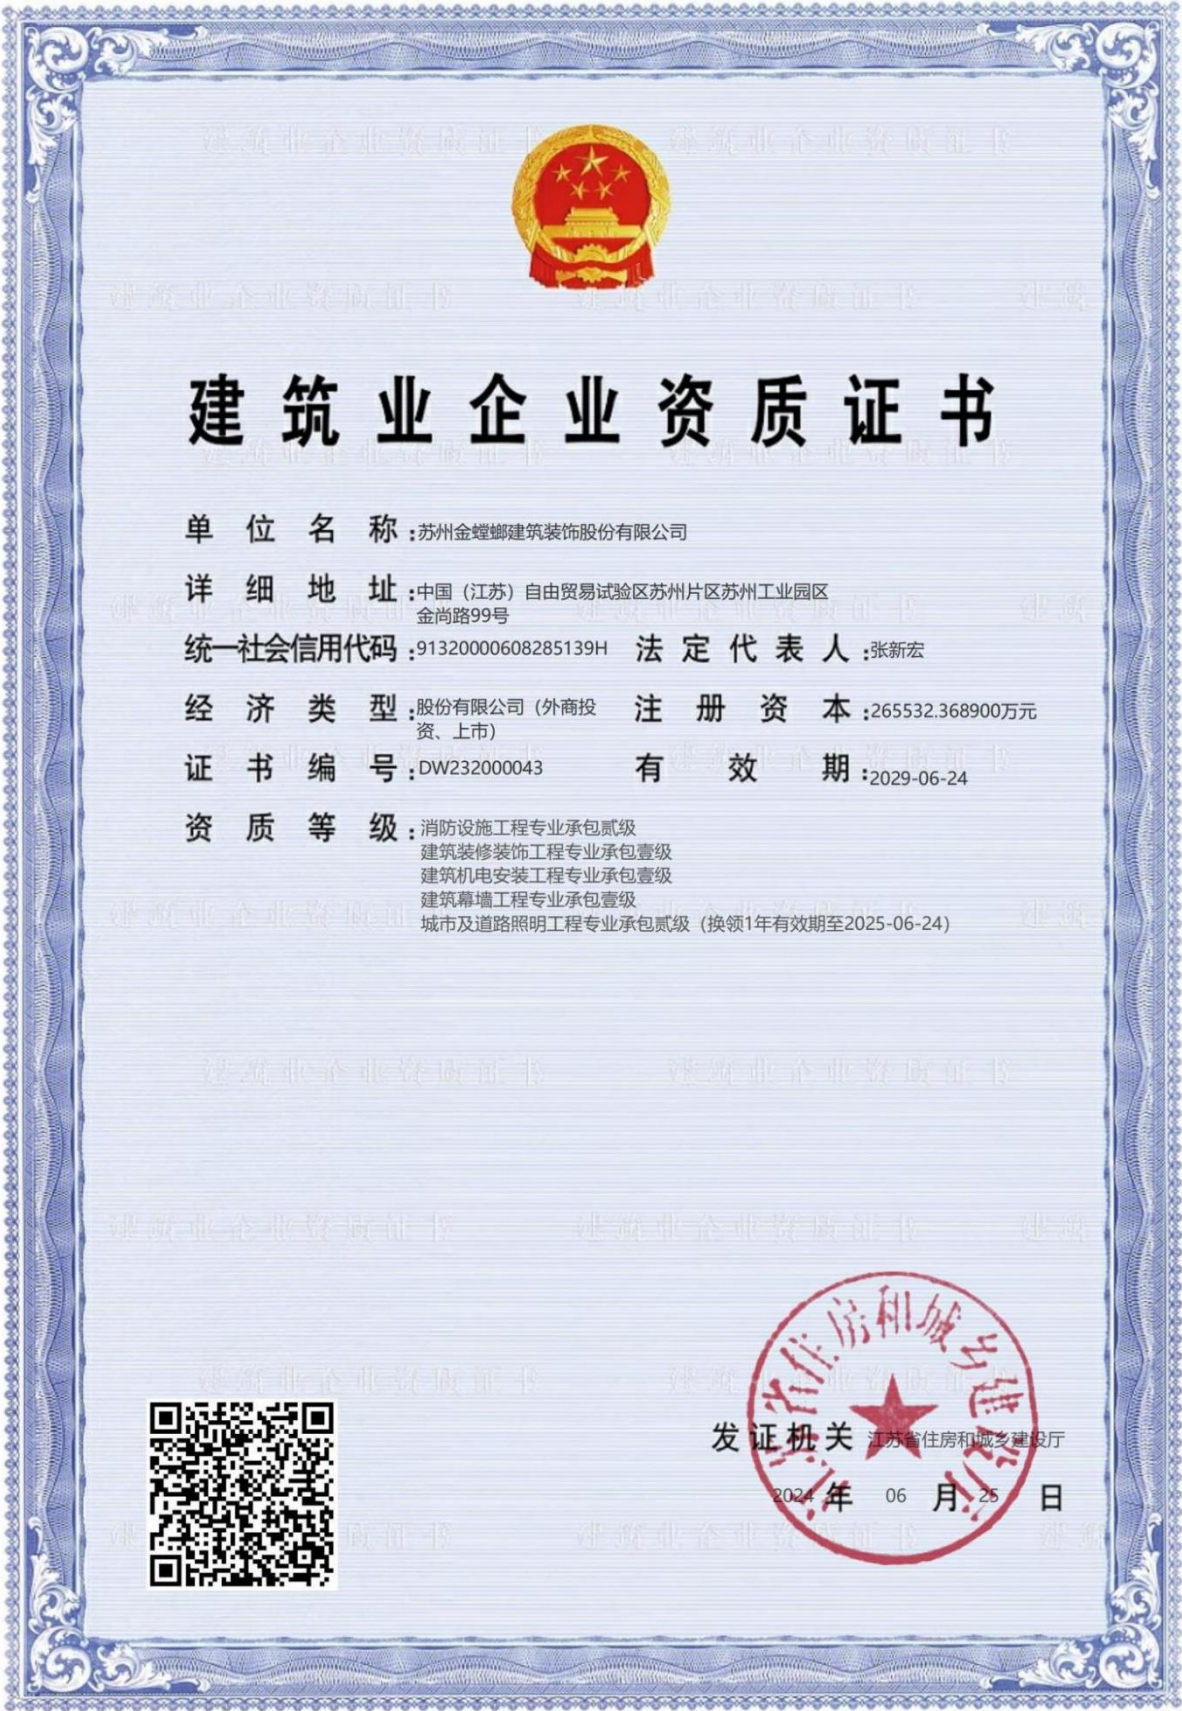 建筑业企业资质证书
单位名称:苏州金螳螂建筑装饰股份有限公司
详细地址:中国（江苏）自由贸易试验区苏州片区苏州工业园区
金尚路99号
统一社会信用代码:91320000608285139H 法定代表人:张新宏
经济类型:股份有限公司（外商投 注册资本:265532.368900万元
资、上市）
证书编号:DW232000043 有效期:2029-06-24
资质等级:消防设施工程专业承包贰级
建筑装修装饰工程专业承包壹级
建筑机电安装工程专业承包壹级
建筑幕墙工程专业承包壹级
城市及道路照明工程专业承包贰级（换领1年有效期至2025-06-24）
江苏省住房和城乡建设厅
发证机关 江苏省住房和城乡建设厅
2024 年 06 月 25 日